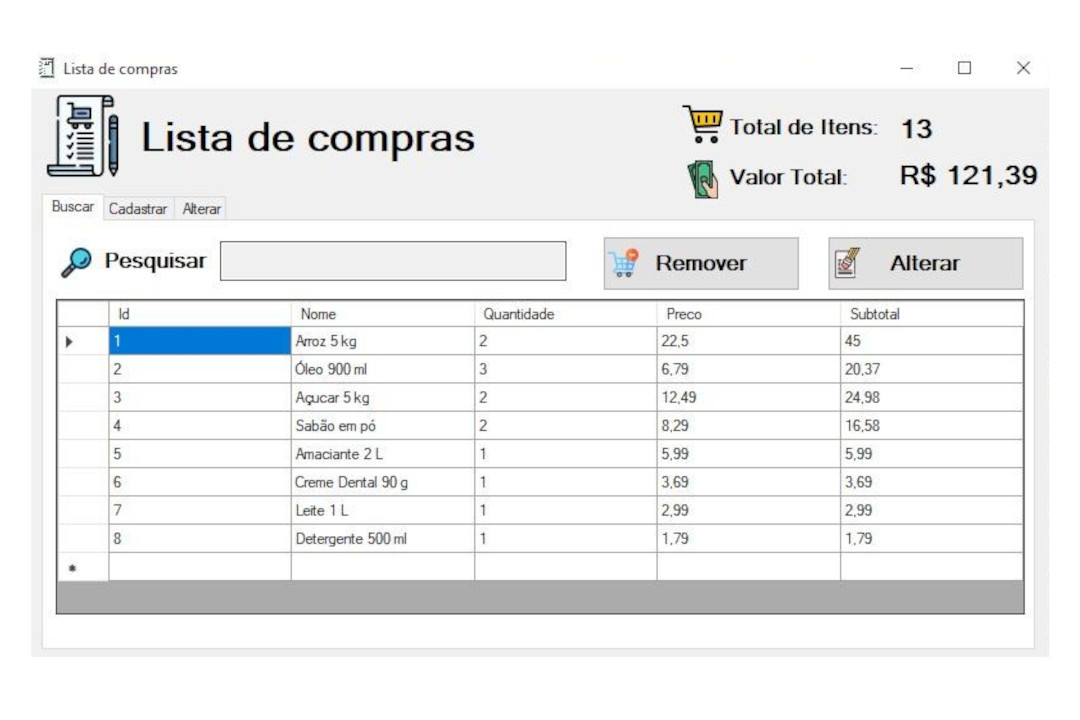 Lista de compras
Lista de compras
Total de Itens: 13
Valor Total: R$ 121,39
Buscar Cadastrar Alterar
Pesquisar Remover Alterar
Id Nome Quantidade Preco Subtotal
1 Arroz 5 kg 2 22,5 45
2 Óleo 900 ml 3 6,79 20,37
3 Açucar 5 kg 2 12,49 24,98
4 Sabão em pó 2 8,29 16,58
5 Amaciante 2 L 1 5,99 5,99
6 Creme Dental 90 g 1 3,69 3,69
7 Leite 1 L 1 2,99 2,99
8 Detergente 500 ml 1 1,79 1,79